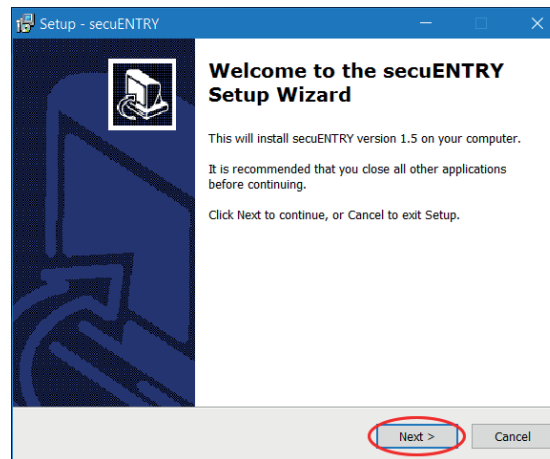 Setup - secuENTRY
Welcome to the secuENTRY
Setup Wizard
This will install secuENTRY version 1.5 on your computer.
It is recommended that you close all other applications
before continuing.
Click Next to continue, or Cancel to exit Setup.
Next >
Cancel